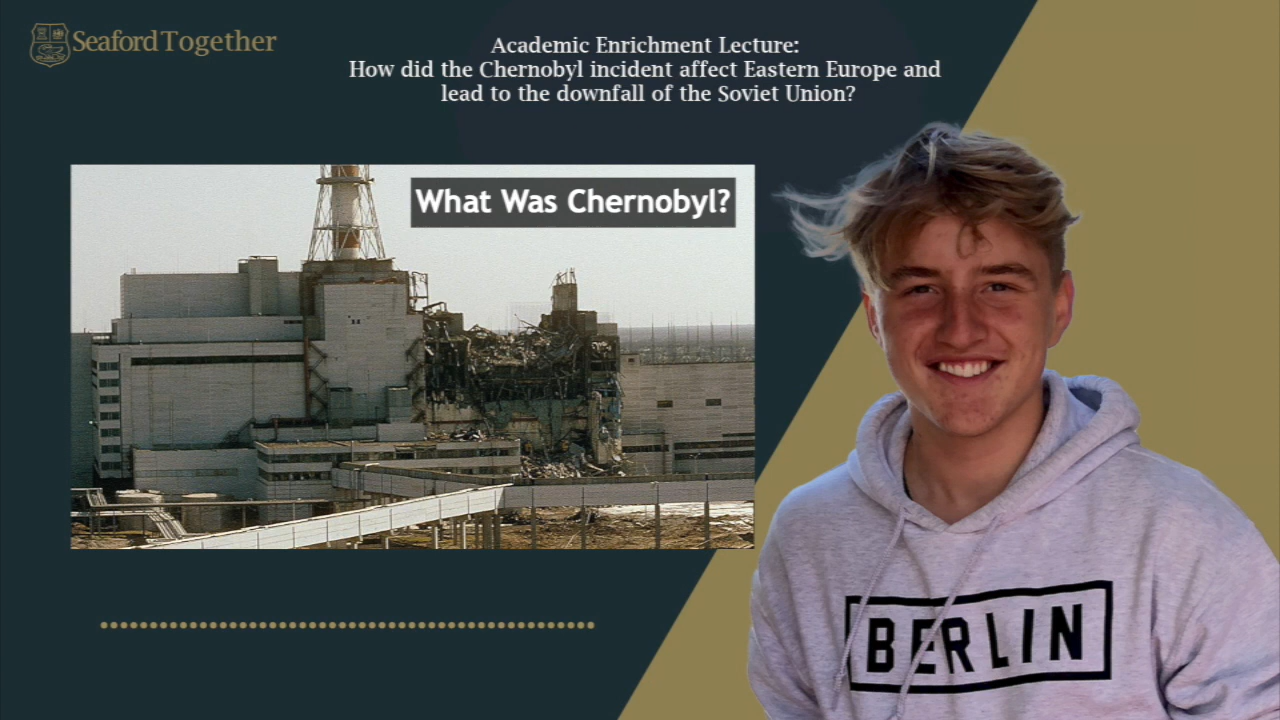 Seaford Together
Academic Enrichment Lecture:
How did the Chernobyl incident affect Eastern Europe and
lead to the downfall of the Soviet Union?
What Was Chernobyl?
BERLIN